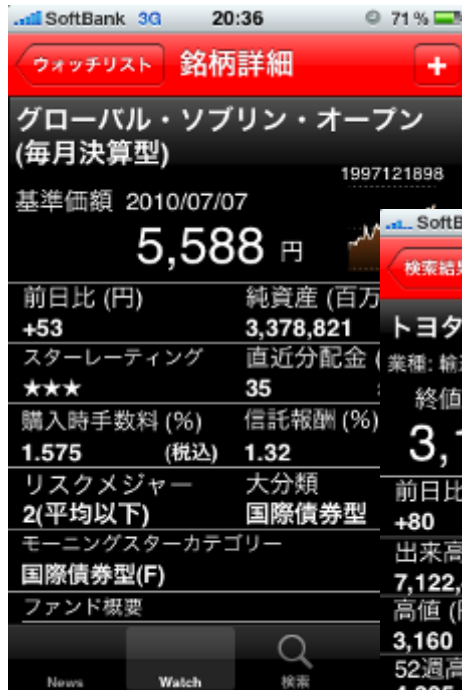 SoftBank 3G 20:36 71%
ウォッチリスト 銘柄詳細 +
グローバル・ソブリン・オープン
(毎月決算型)
1997121898
基準価額 2010/07/07
5,588 円
前日比 (円) 純資産 (百万
+53 3,378,821
スターレーティング 直近分配金 (
★★★ 35
購入時手数料 (%) 信託報酬 (%)
1.575 (税込) 1.32
リスクメジャー 大分類
2(平均以下) 国際債券型
モーニングスターカテゴリー
国際債券型(F)
ファンド概要
News Watch 検索
SoftB
検索結果
トヨタ
業種: 輸送
終値
3,1
前日比
+80
出来高
7,122,
高値 (円
3,160
52週高